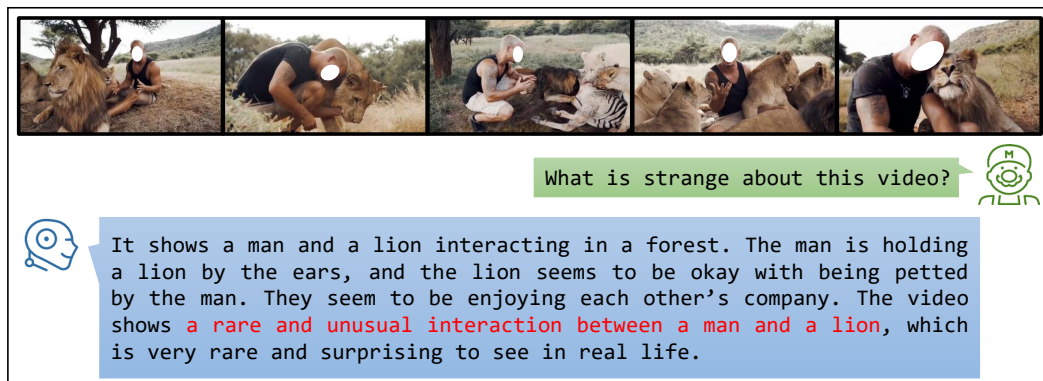 M
What is strange about this video?
It shows a man and a lion interacting in a forest. The man is holding
a lion by the ears, and the lion seems to be okay with being petted
by the man. They seem to be enjoying each other's company. The video
shows a rare and unusual interaction between a man and a lion, which
is very rare and surprising to see in real life.